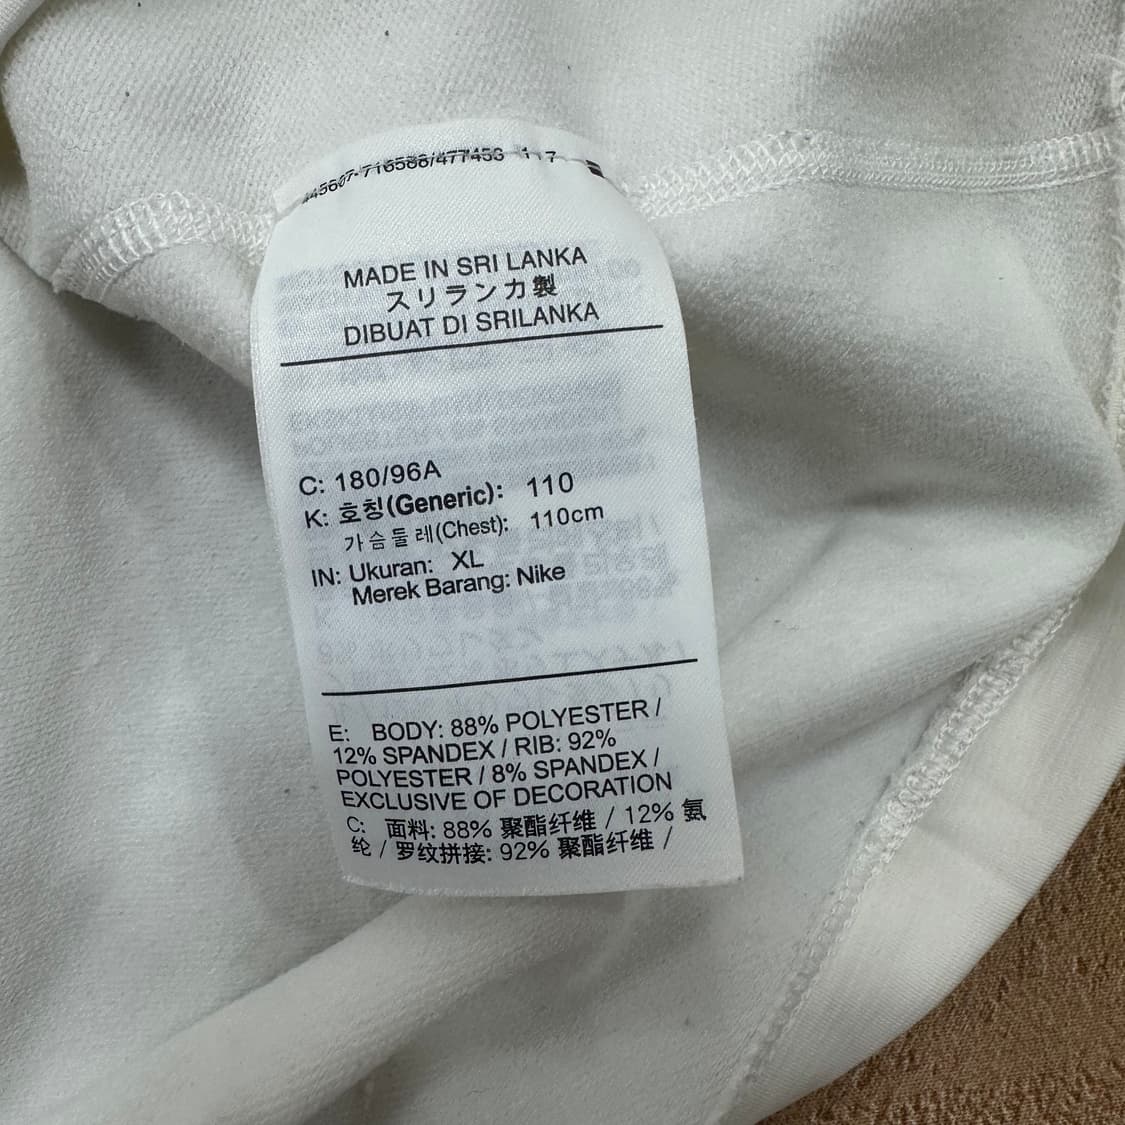 MADE IN SRI LANKA
スリランカ製
DIBUAT DI SRILANKA
C: 180/96A
K: 호칭(Generic): 110
가슴둘레(Chest): 110cm
IN: Ukuran: XL
Merek Barang: Nike
E: BODY: 88% POLYESTER /
12% SPANDEX / RIB: 92%
POLYESTER / 8% SPANDEX /
EXCLUSIVE OF DECORATION
C: 面料: 88% 聚酯纤维 / 12% 氨
纶 / 罗纹拼接: 92% 聚酯纤维 /